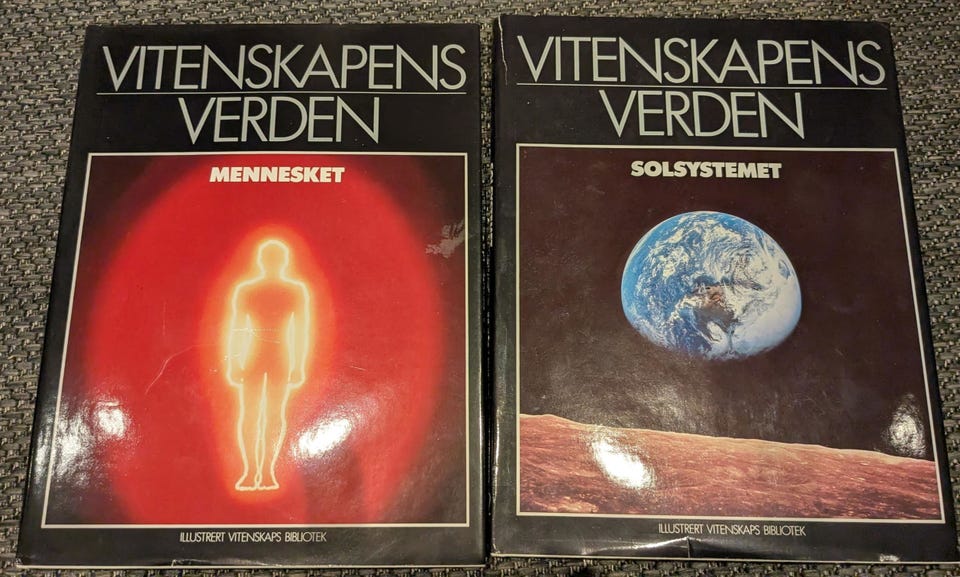 VITENSKAPENS
VERDEN
MENNESKET
ILLUSTRERT VITENSKAPS BIBLIOTEK
VITENSKAPENS
VERDEN
SOLSYSTEMET
ILLUSTRERT VITENSKAPS BIBLIOTEK